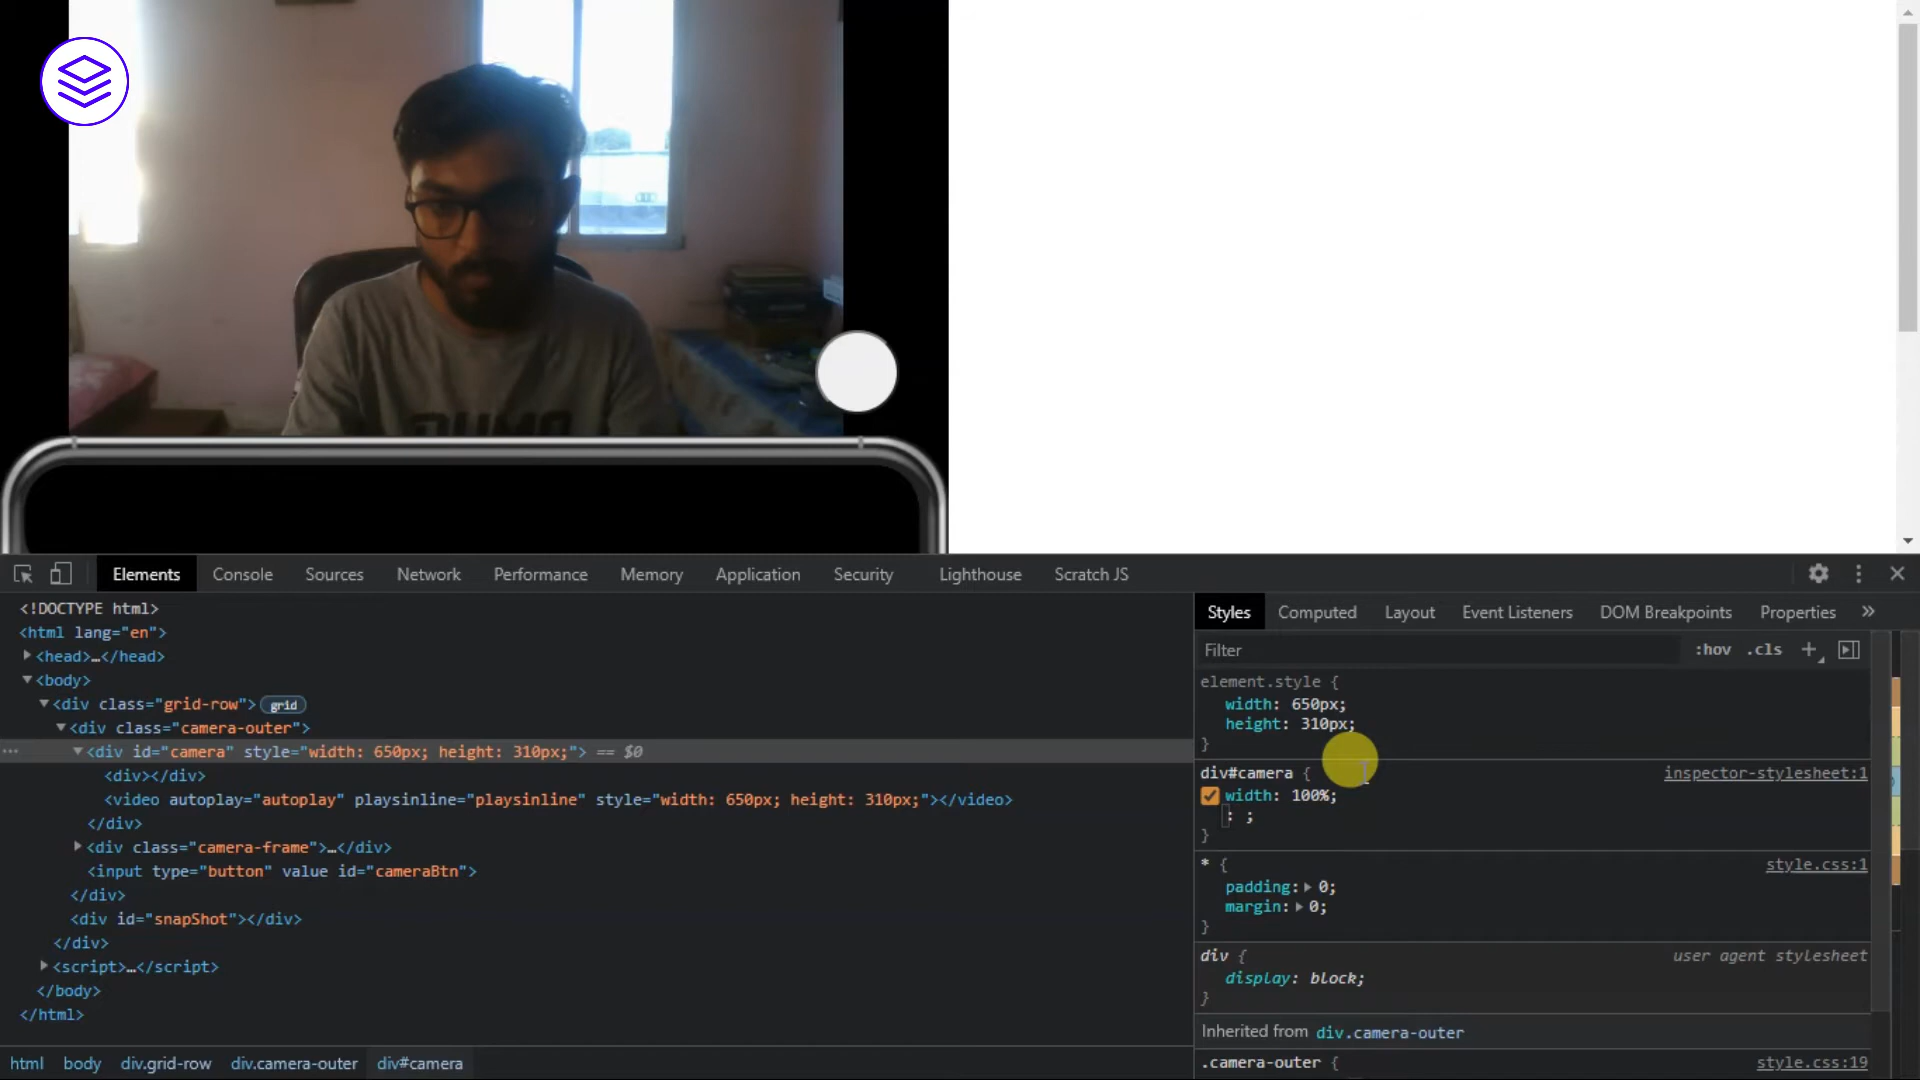 Elements Console Sources Network Performance Memory Application Security Lighthouse Scratch JS
<!DOCTYPE html>
<html lang="en">
<head>…</head>
<body>
<div class="grid-row"> grid
<div class="camera-outer">
… <div id="camera" style="width: 650px; height: 310px;"> == $0
<div></div>
<video autoplay="autoplay" playsinline="playsinline" style="width: 650px; height: 310px;"></video>
</div>
<div class="camera-frame">…</div>
<input type="button" value id="cameraBtn">
</div>
<div id="snapShot"></div>
</div>
<script>…</script>
</body>
</html>
html body div.grid-row div.camera-outer div#camera
Styles Computed Layout Event Listeners DOM Breakpoints Properties »
Filter :hov .cls +
element.style {
width: 650px;
height: 310px;
}
div#camera { inspector-stylesheet:1
width: 100%;
: ;
}
* { style.css:1
padding: 0;
margin: 0;
}
div { user agent stylesheet
display: block;
}
Inherited from div.camera-outer
.camera-outer { style.css:19